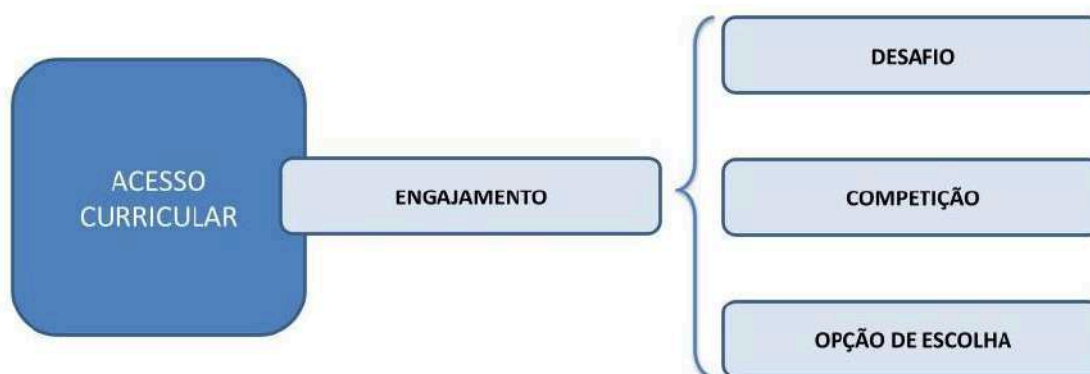 ACESSO
CURRICULAR
ENGAJAMENTO
DESAFIO
COMPETIÇÃO
OPÇÃO DE ESCOLHA